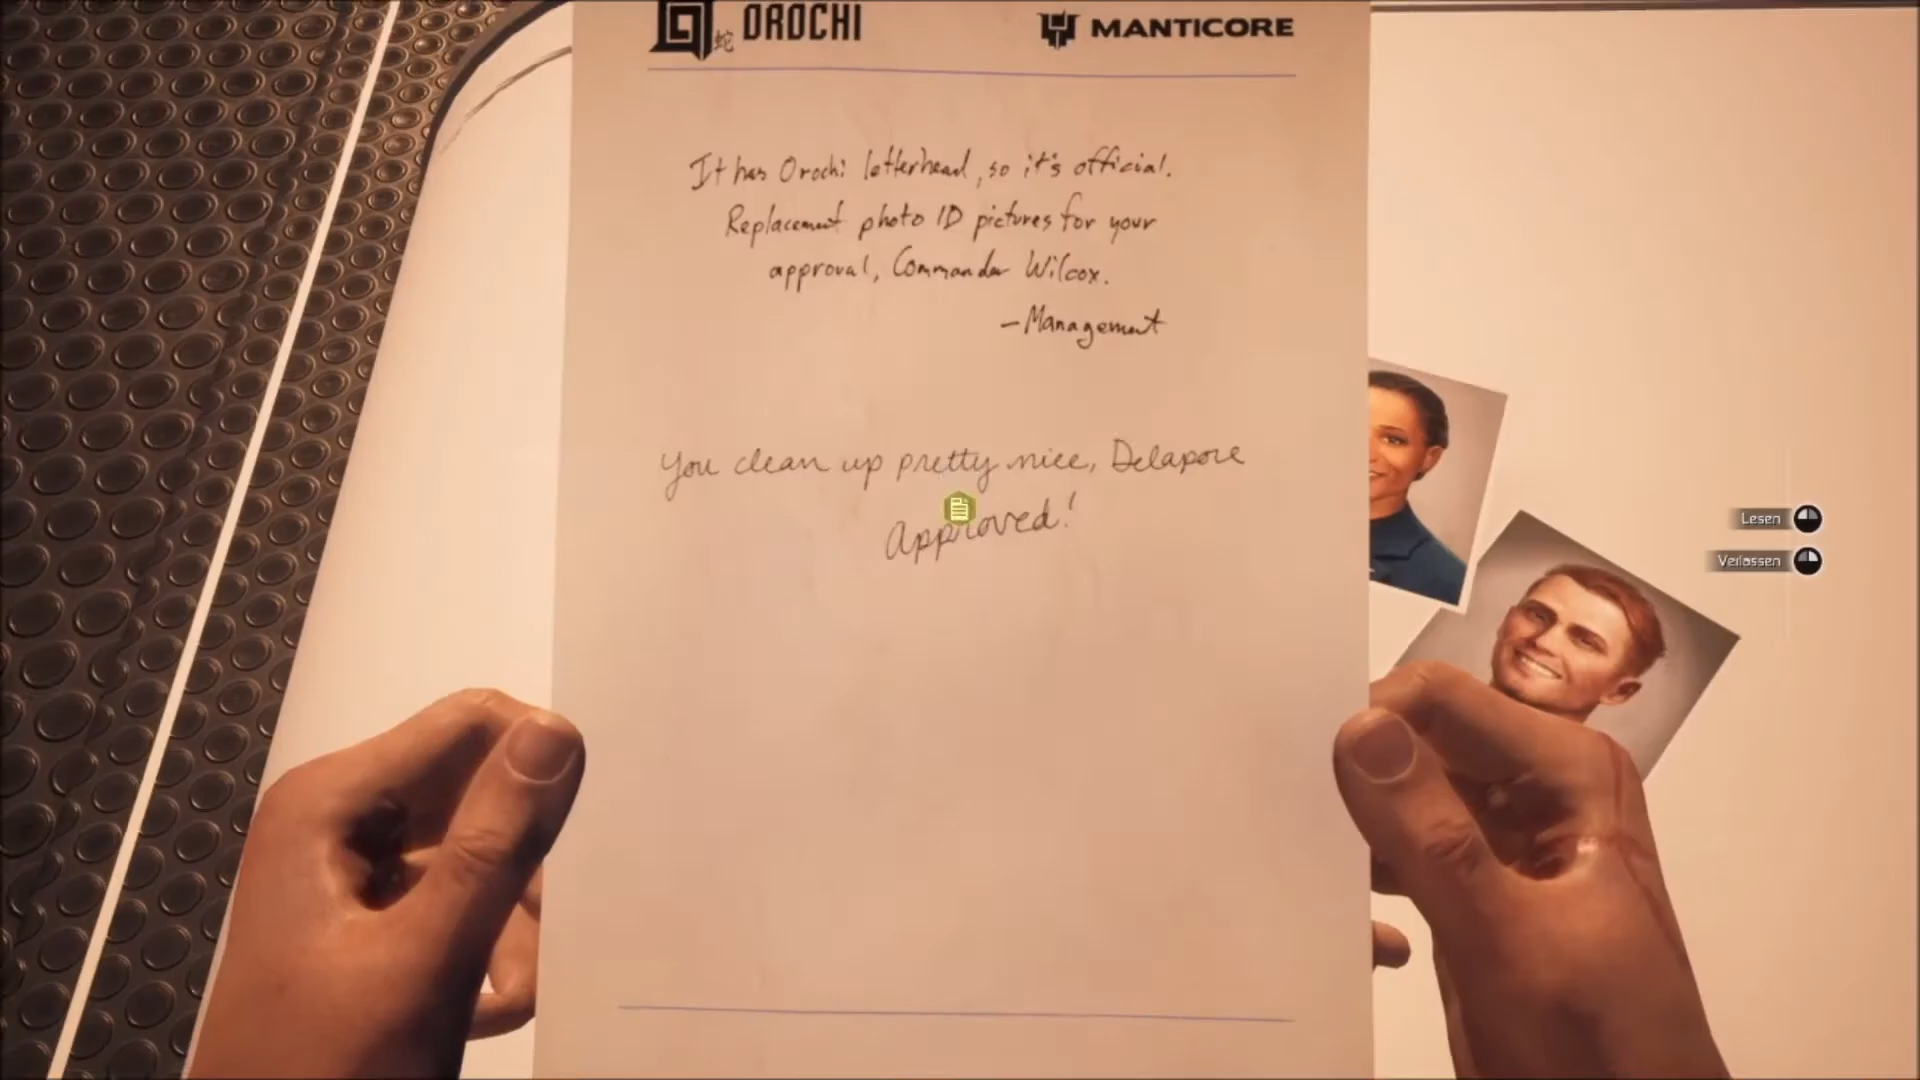 OROCHI
蛇
MANTICORE
It has Orochi letterhead, so it's official.
Replacement photo ID pictures for your
approval, Commander Wilcox.
—Management
You clean up pretty nice, Delapore
Approved!
Lesen
Verlassen